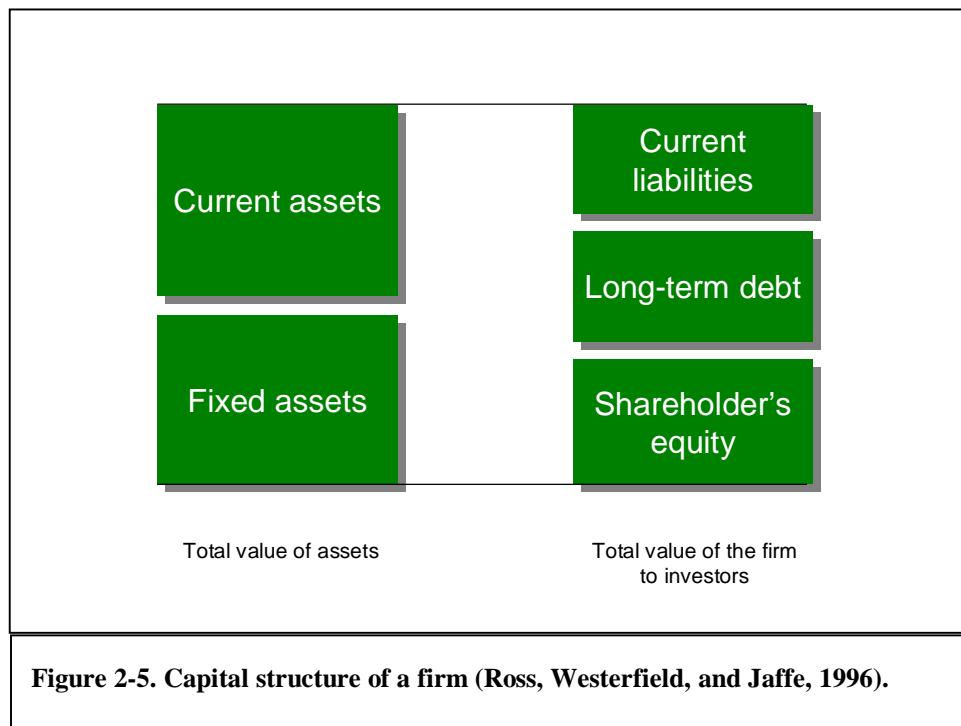 Current assets
Fixed assets
Total value of assets
Current
liabilities
Long-term debt
Shareholder’s
equity
Total value of the firm
to investors
Figure 2-5. Capital structure of a firm (Ross, Westerfield, and Jaffe, 1996).